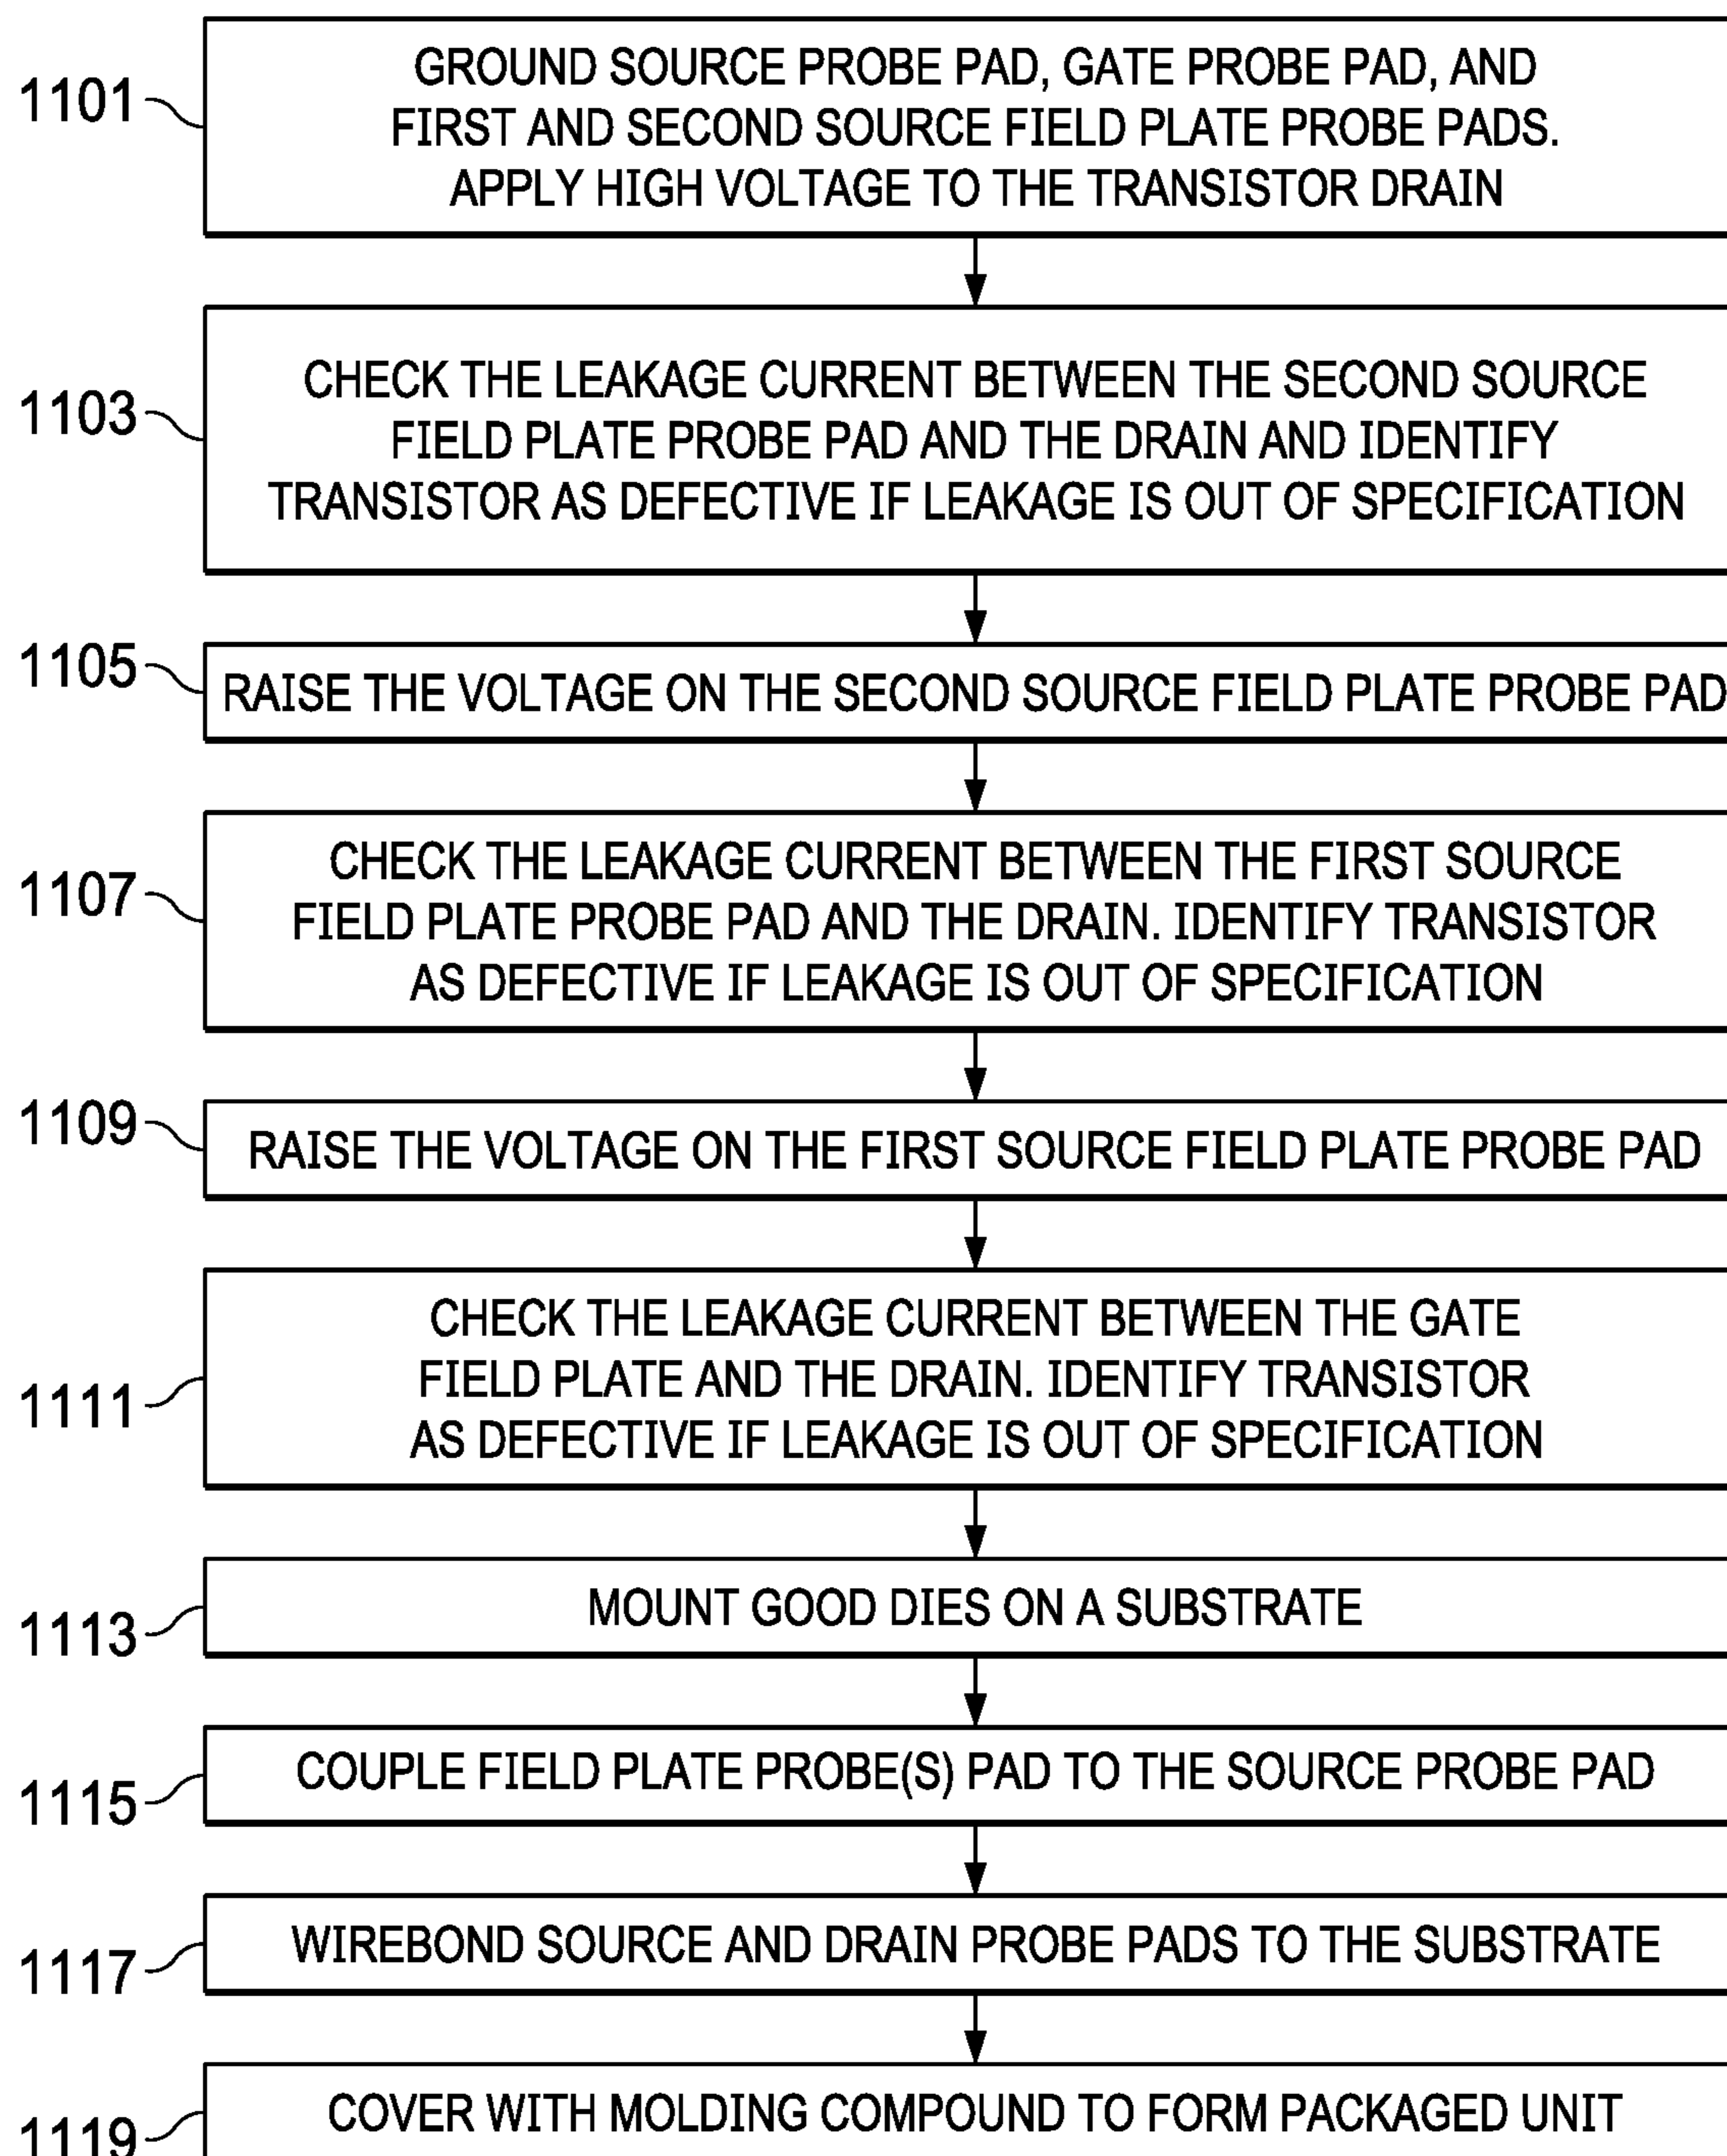 1101
GROUND SOURCE PROBE PAD, GATE PROBE PAD, AND
FIRST AND SECOND SOURCE FIELD PLATE PROBE PADS.
APPLY HIGH VOLTAGE TO THE TRANSISTOR DRAIN
1103
CHECK THE LEAKAGE CURRENT BETWEEN THE SECOND SOURCE
FIELD PLATE PROBE PAD AND THE DRAIN AND IDENTIFY
TRANSISTOR AS DEFECTIVE IF LEAKAGE IS OUT OF SPECIFICATION
1105
RAISE THE VOLTAGE ON THE SECOND SOURCE FIELD PLATE PROBE PAD
1107
CHECK THE LEAKAGE CURRENT BETWEEN THE FIRST SOURCE
FIELD PLATE PROBE PAD AND THE DRAIN. IDENTIFY TRANSISTOR
AS DEFECTIVE IF LEAKAGE IS OUT OF SPECIFICATION
1109
RAISE THE VOLTAGE ON THE FIRST SOURCE FIELD PLATE PROBE PAD
1111
CHECK THE LEAKAGE CURRENT BETWEEN THE GATE
FIELD PLATE AND THE DRAIN. IDENTIFY TRANSISTOR
AS DEFECTIVE IF LEAKAGE IS OUT OF SPECIFICATION
1113
MOUNT GOOD DIES ON A SUBSTRATE
1115
COUPLE FIELD PLATE PROBE(S) PAD TO THE SOURCE PROBE PAD
1117
WIREBOND SOURCE AND DRAIN PROBE PADS TO THE SUBSTRATE
1119
COVER WITH MOLDING COMPOUND TO FORM PACKAGED UNIT